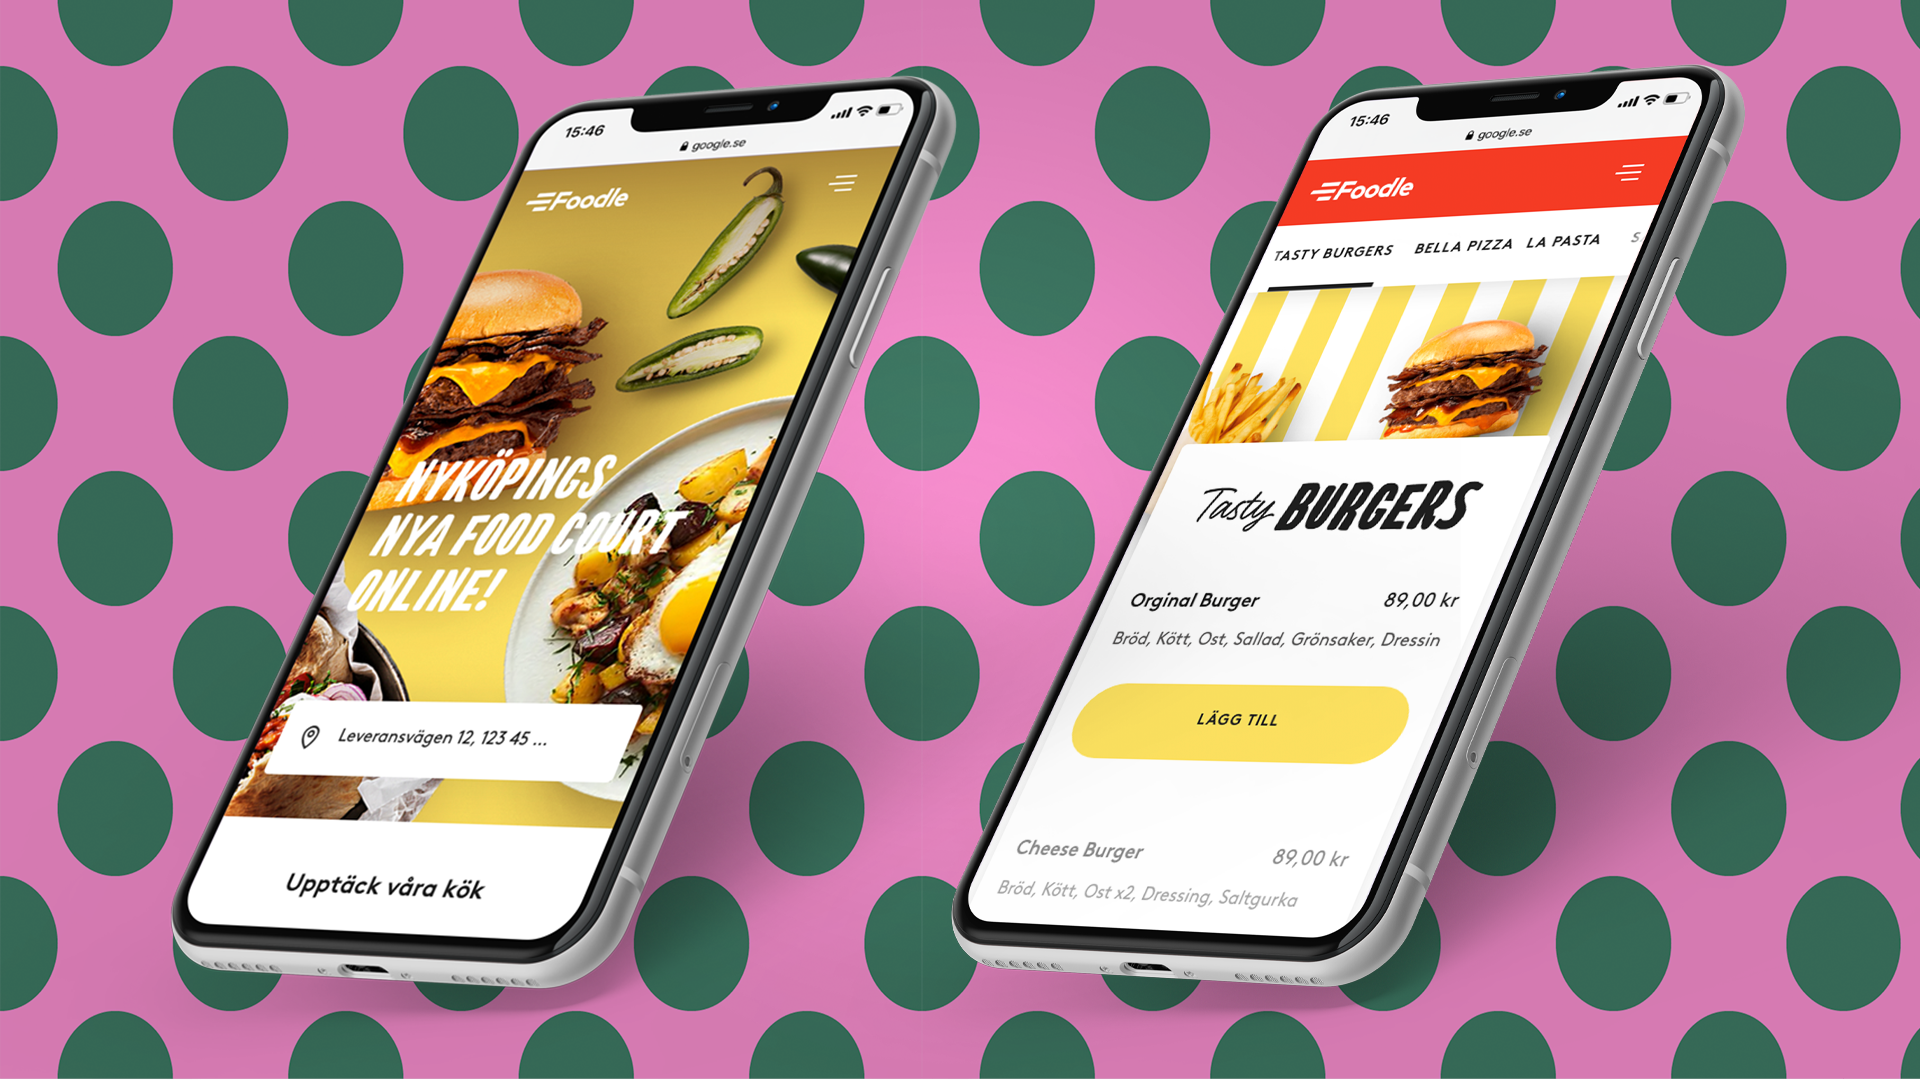 15:46
google.se
Foodle
NYKÖPINGS
NYA FOOD COURT
ONLINE!
Leveransvägen 12, 123 45 ...
Upptäck våra kök
15:46
google.se
Foodle
TASTY BURGERS BELLA PIZZA LA PASTA S
Tasty BURGERS
Orginal Burger 89,00 kr
Bröd, Kött, Ost, Sallad, Grönsaker, Dressin
LÄGG TILL
Cheese Burger 89,00 kr
Bröd, Kött, Ost x2, Dressing, Saltgurka